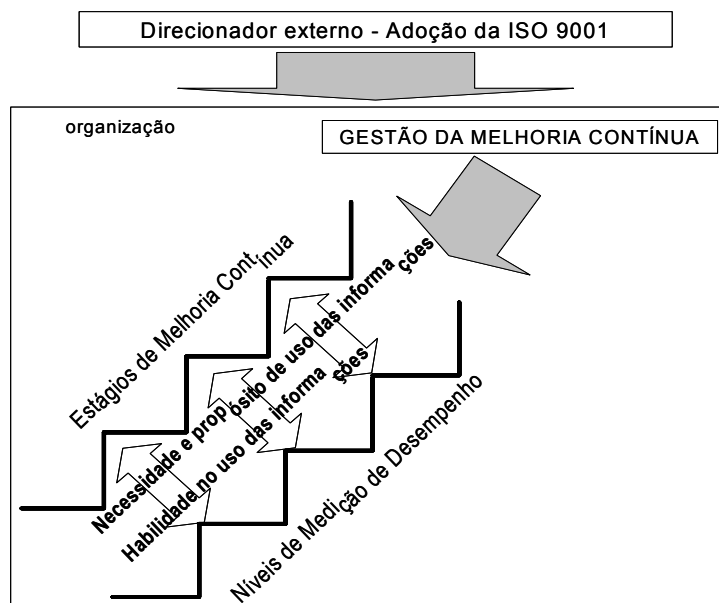 Direcionador externo - Adoção da ISO 9001
organização
GESTÃO DA MELHORIA CONTÍNUA
Estágios de Melhoria Contínua
Necessidade e propósito de uso das informações
Habilidade no uso das informações
Níveis de Medição de Desempenho